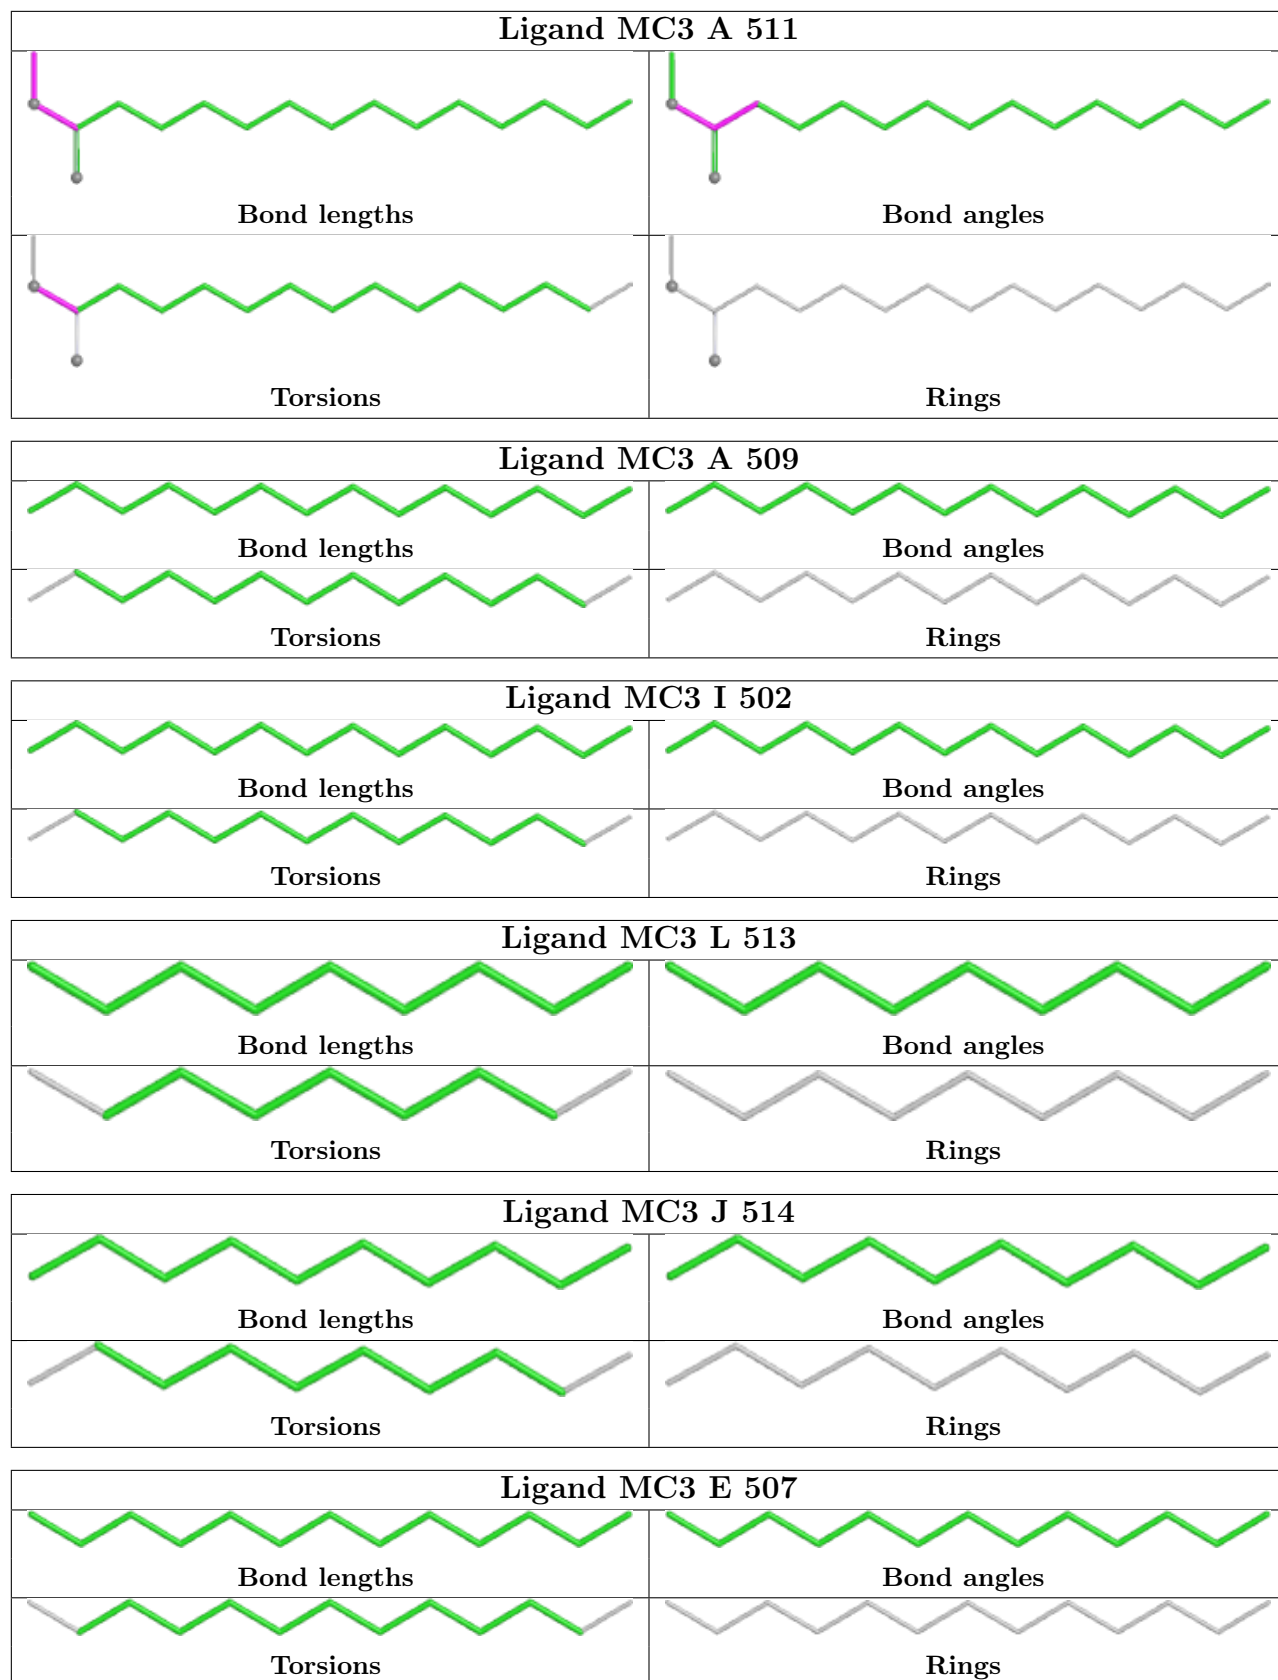 Ligand MC3 A 511
Bond lengths
Bond angles
Torsions
Rings
Ligand MC3 A 509
Bond lengths
Bond angles
Torsions
Rings
Ligand MC3 I 502
Bond lengths
Bond angles
Torsions
Rings
Ligand MC3 L 513
Bond lengths
Bond angles
Torsions
Rings
Ligand MC3 J 514
Bond lengths
Bond angles
Torsions
Rings
Ligand MC3 E 507
Bond lengths
Bond angles
Torsions
Rings